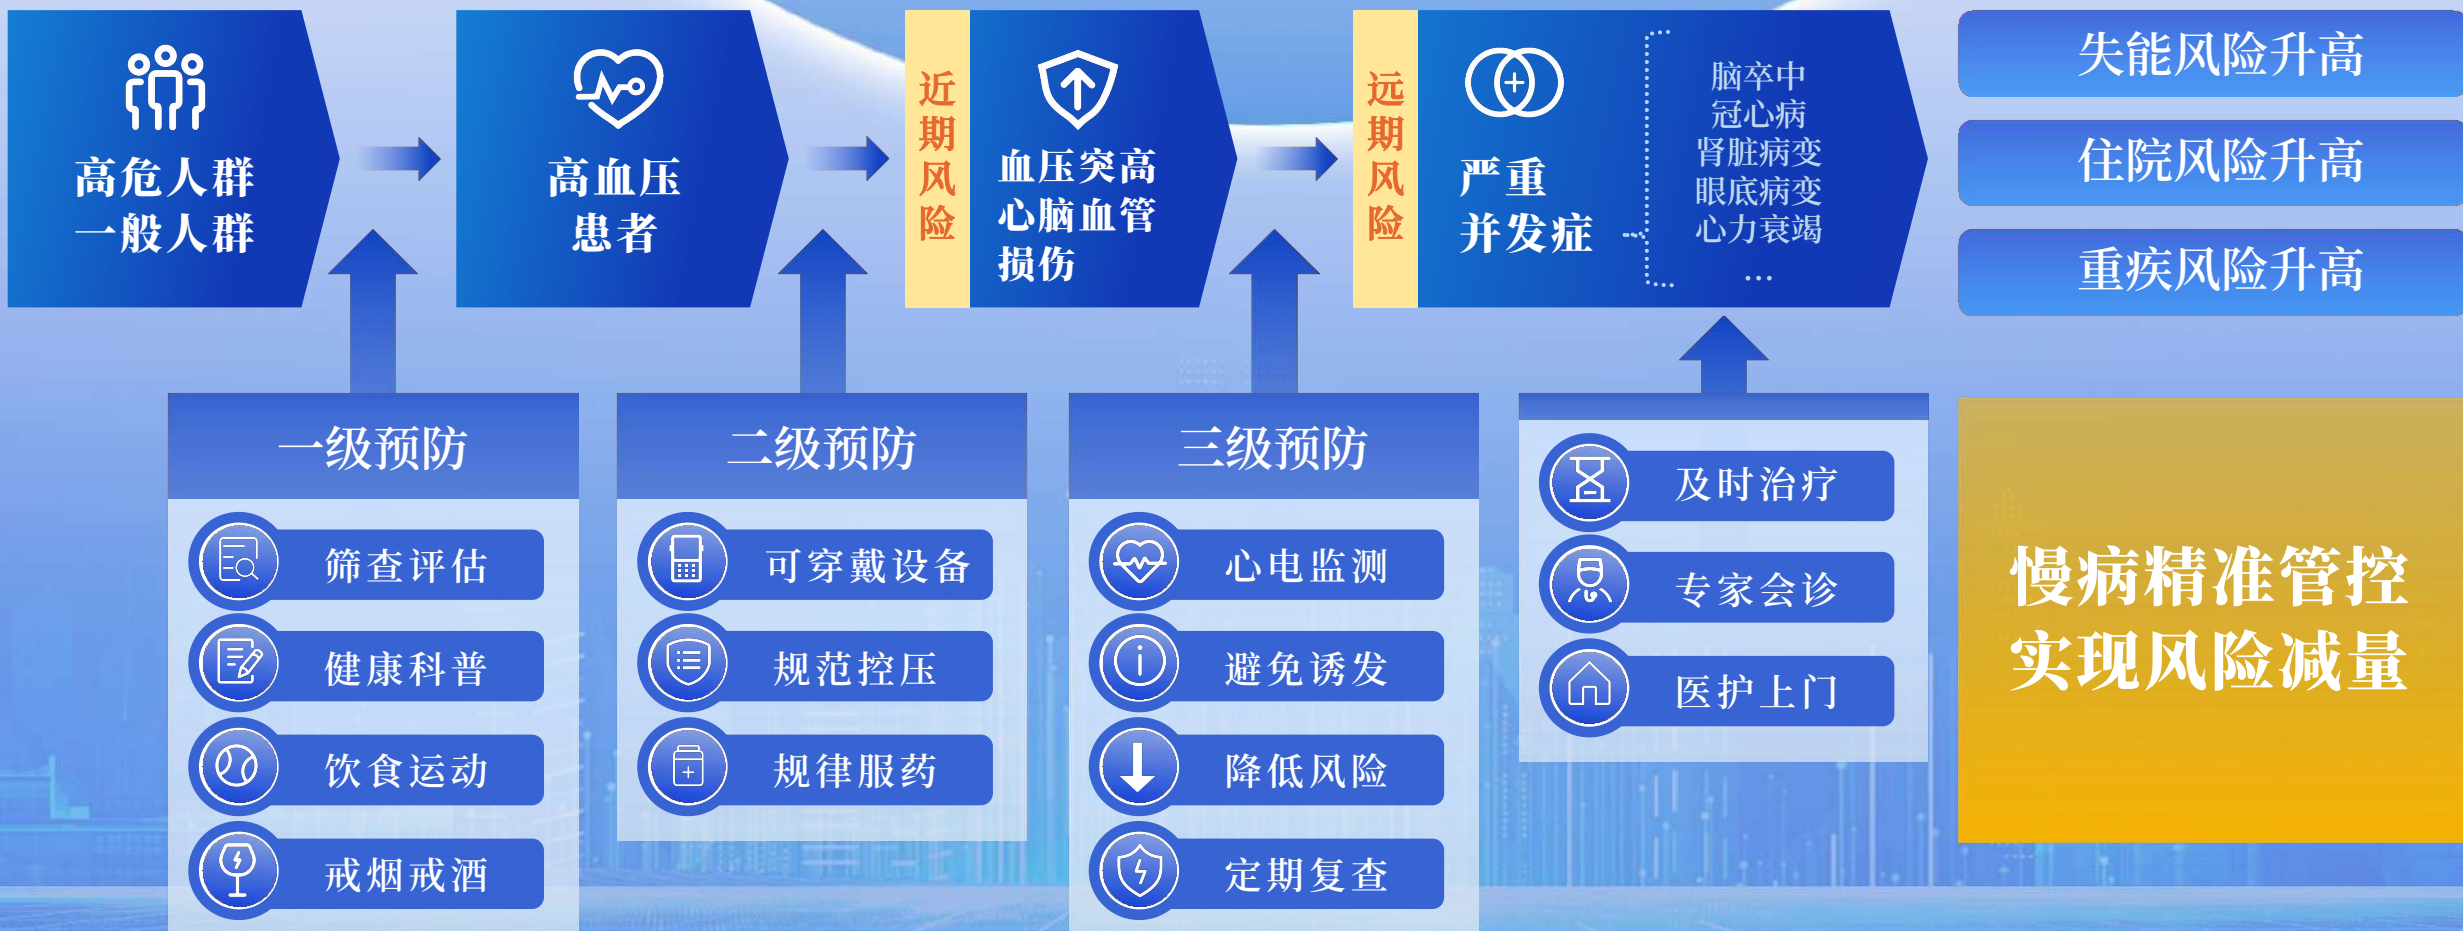 高危人群
一般人群
高血压
患者
近期风险
血压突高
心脑血管
损伤
远期风险
严重
并发症
脑卒中
冠心病
肾脏病变
眼底病变
心力衰竭
...
失能风险升高
住院风险升高
重疾风险升高
一级预防
筛查评估
健康科普
饮食运动
戒烟戒酒
二级预防
可穿戴设备
规范控压
规律服药
三级预防
心电监测
避免诱发
降低风险
定期复查
及时治疗
专家会诊
医护上门
慢病精准管控
实现风险减量